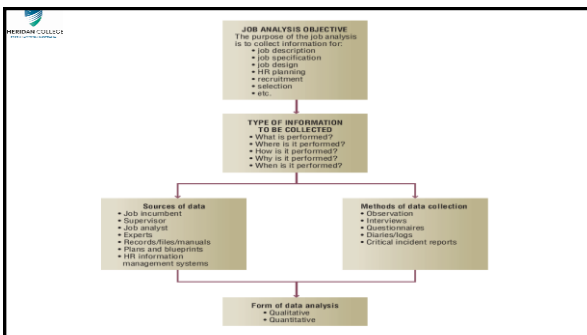 MERIDAN COLLEGE
JOB ANALYSIS OBJECTIVE
The purpose of the job analysis
is to collect information for:
• job description
• job specification
• job design
• HR planning
• recruitment
• selection
• etc.
TYPE OF INFORMATION
TO BE COLLECTED
• What is performed?
• Where is it performed?
• How is it performed?
• Why is it performed?
• When is it performed?
Sources of data
• Job incumbent
• Supervisor
• Job analyst
• Experts
• Records/files/manuals
• Plans and blueprints
• HR information
management systems
Methods of data collection
• Observation
• Interviews
• Questionnaires
• Diaries/logs
• Critical incident reports
Form of data analysis
• Qualitative
• Quantitative